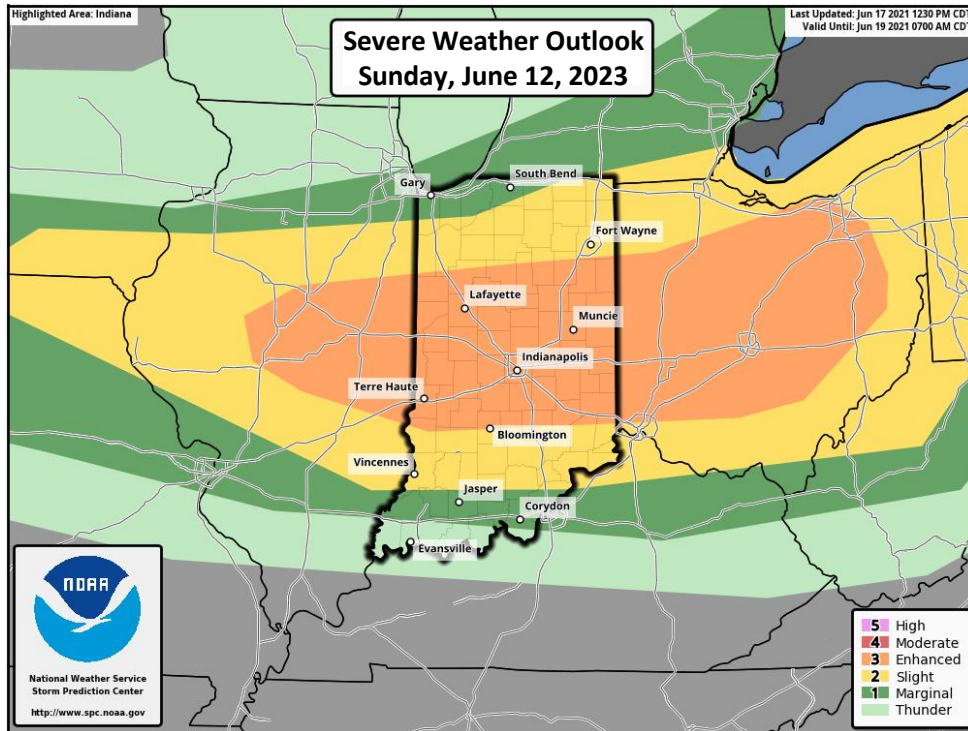 Highlighted Area: Indiana
Last Updated: Jun 17 2021 1230 PM CDT
Valid Until: Jun 19 2021 0700 AM CDT
Severe Weather Outlook
Sunday, June 12, 2023
South Bend
Gary
Fort Wayne
Lafayette
Muncie
Indianapolis
Terre Haute
Bloomington
Vincennes
Jasper
Corydon
Evansville
NOAA
National Weather Service
Storm Prediction Center
http://www.spc.noaa.gov
5 High
4 Moderate
3 Enhanced
2 Slight
1 Marginal
Thunder